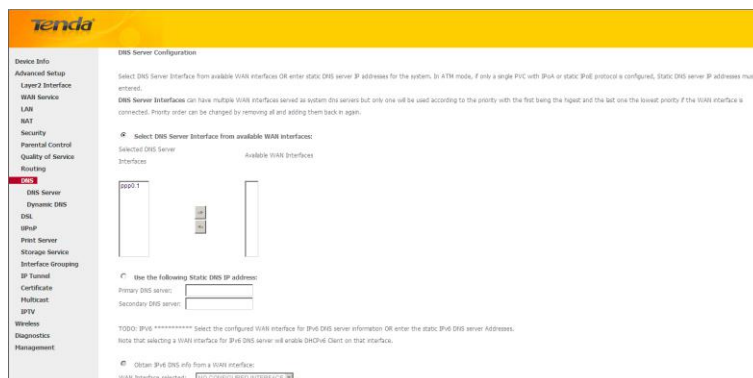 Tenda
DNS Server Configuration
Device Info
Advanced Setup
Layer2 Interface
WAN Service
LAN
NAT
Security
Parental Control
Quality of Service
Routing
DNS
DNS Server
Dynamic DNS
DSL
UPnP
Print Server
Storage Service
Interface Grouping
IP Tunnel
Certificate
Multicast
IPTV
Wireless
Diagnostics
Management
Select DNS Server Interface from available WAN interfaces OR enter static DNS server IP addresses for the system. In ATM mode, if only a single PVC with IPoA or static IPoE protocol is configured, Static DNS server IP addresses mus
entered.
DNS Server Interfaces can have multiple WAN interfaces served as system dns servers but only one will be used according to the priority with the first being the higest and the last one the lowest priority if the WAN interface is
connected. Priority order can be changed by removing all and adding them back in again.
Select DNS Server Interface from available WAN interfaces:
Selected DNS Server
Interfaces
Available WAN Interfaces
ppp0.1
->
<-
Use the following Static DNS IP address:
Primary DNS server:
Secondary DNS server:
TODO: IPV6 *********** Select the configured WAN interface for IPv6 DNS server information OR enter the static IPv6 DNS server Addresses.
Note that selecting a WAN interface for IPv6 DNS server will enable DHCPv6 Client on that interface.
Obtain IPv6 DNS info from a WAN interface:
WAN Interface selected: NO CONFIGURED INTERFACE